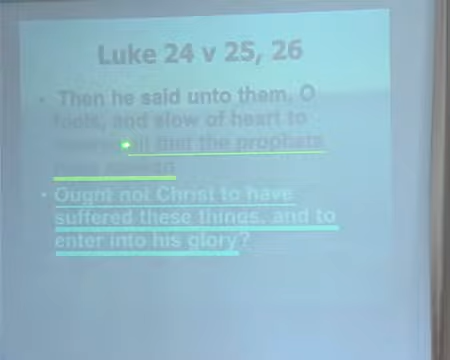 Luke 24 v 25, 26
• Then he said unto them, O
fools, and slow of heart to
all that the prophets
• Ought not Christ to have
suffered these things, and to
enter into his glory?